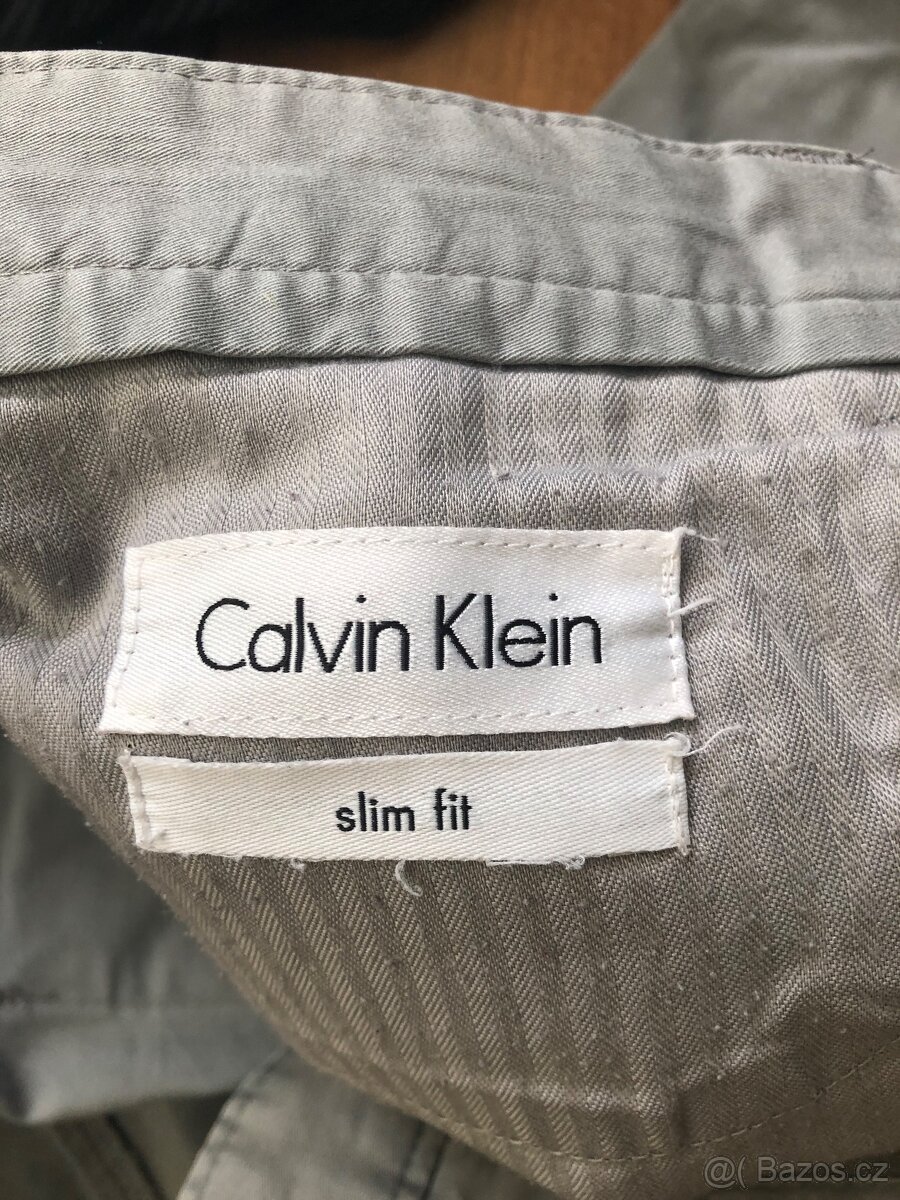 Calvin Klein
slim fit
@( Bazos.cz